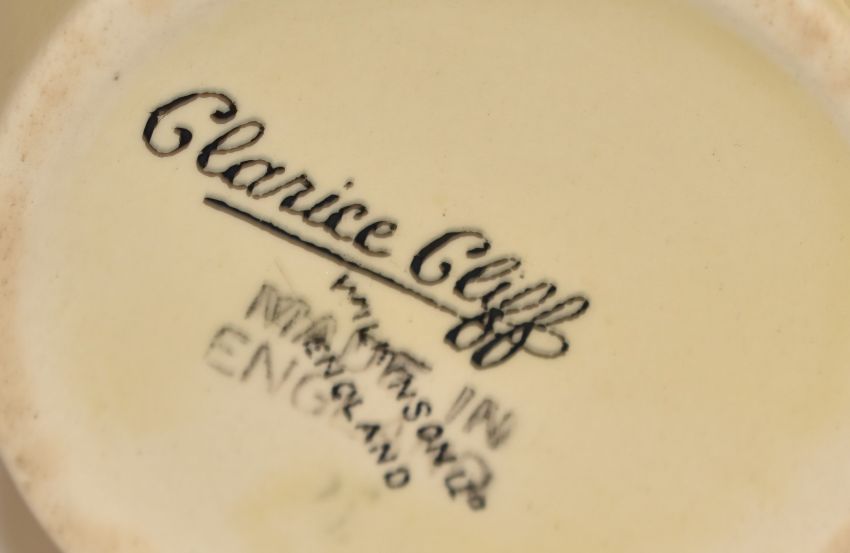 Clarice Cliff
WILKINSON LTD
ENGLAND
MADE IN
ENGLAND